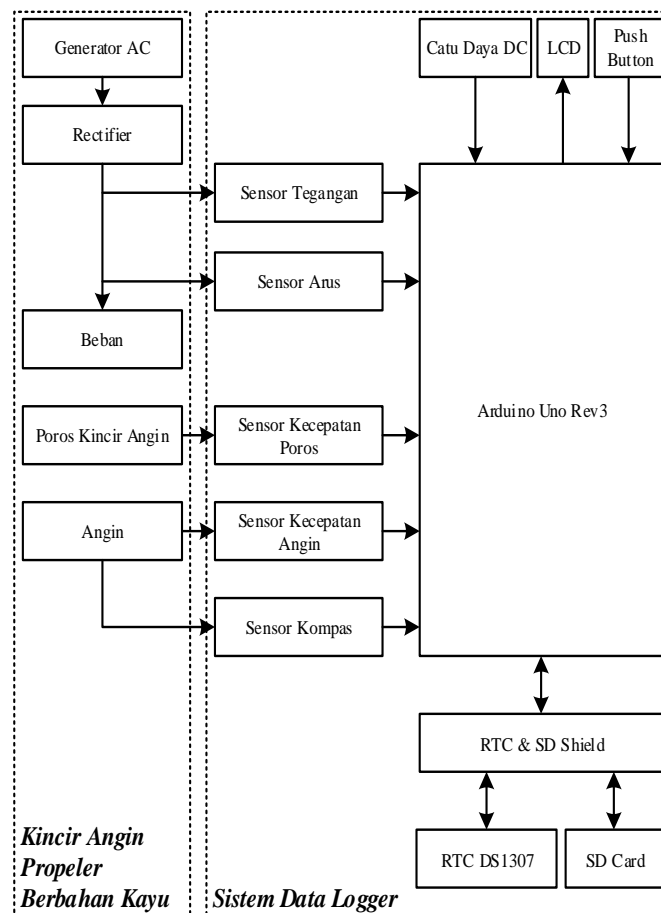 Generator AC
Rectifier
Beban
Poros Kincir Angin
Angin
Kincir Angin
Propeler
Berbahan Kayu
Catu Daya DC
LCD
Push
Button
Sensor Tegangan
Sensor Arus
Sensor Kecepatan
Poros
Sensor Kecepatan
Angin
Sensor Kompas
Arduino Uno Rev3
RTC & SD Shield
RTC DS1307
SD Card
Sistem Data Logger